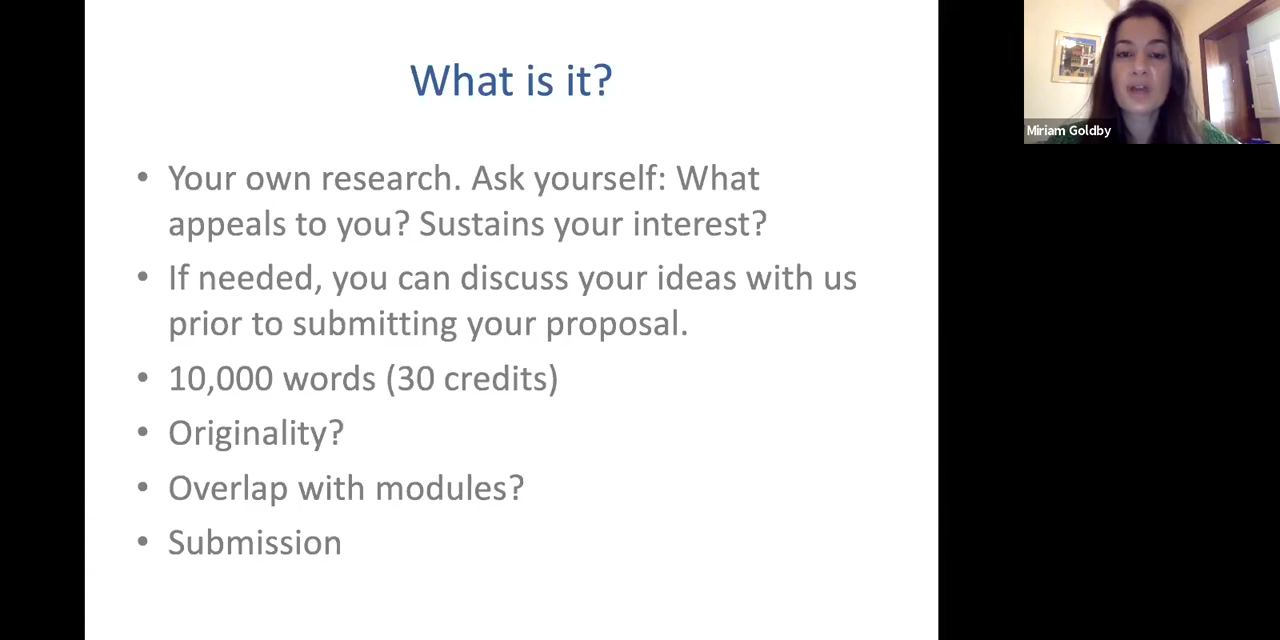 What is it?
• Your own research. Ask yourself: What
appeals to you? Sustains your interest?
• If needed, you can discuss your ideas with us
prior to submitting your proposal.
• 10,000 words (30 credits)
• Originality?
• Overlap with modules?
• Submission
Miriam Goldby